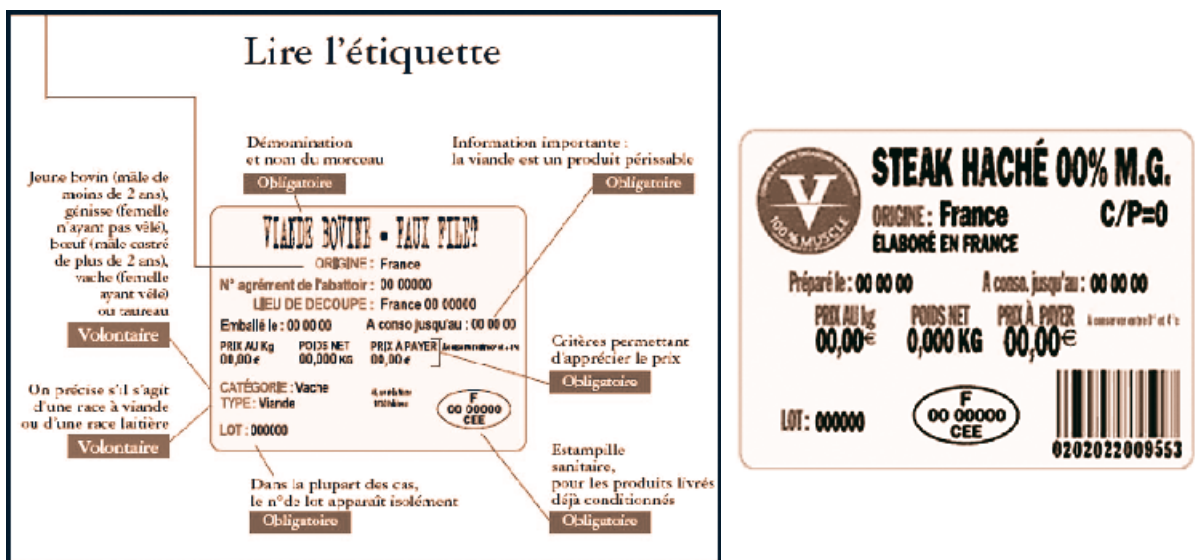 Lire l'étiquette
Démomination
et nom du morceau
Obligatoire
Information importante :
la viande est un produit périssable
Obligatoire
Jeune bovin (mâle de
moins de 2 ans),
génisse (femelle
n'ayant pas vêlé),
bœuf (mâle castré
de plus de 2 ans),
vache (femelle
ayant vêlé)
ou taureau
Volontaire
On précise s'il s'agit
d'une race à viande
ou d'une race laitière
Volontaire
VIANDE BOVINE - FAUX FILET
ORIGINE : France
N° agrément de l'abattoir : 00 00000
LIEU DE DECOUPE : France 00 00000
Emballé le : 00 00 00 A conso jusqu'au : 00 00 00
PRIX AU Kg POIDS NET PRIX A PAYER
00,00 € 00,000 KG 00,00 €
CATÉGORIE : Vache
TYPE : Viande
LOT : 000000
F
00 00000
CEE
Critères permettant
d'apprécier le prix
Obligatoire
Estampille
sanitaire,
pour les produits livrés
déjà conditionnés
Obligatoire
Dans la plupart des cas,
le n°de lot apparaît isolément
Obligatoire
V
100% MUSCLE
STEAK HACHÉ 00% M.G.
ORIGINE : France C/P=0
ÉLABORÉ EN FRANCE
Préparé le : 00 00 00 A conso. jusqu'au : 00 00 00
PRIX AU kg POIDS NET PRIX À PAYER A conserver entre 0° et 4°c
00,00€ 0,000 KG 00,00€
LOT : 000000
F
00 00000
CEE
0202022009553